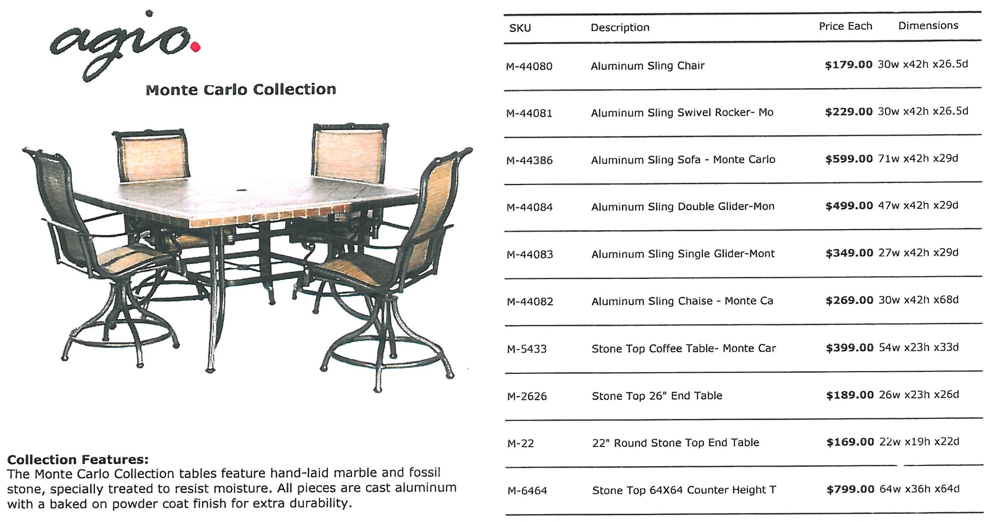 agio.
Monte Carlo Collection
Collection Features:
The Monte Carlo Collection tables feature hand-laid marble and fossil
stone, specially treated to resist moisture. All pieces are cast aluminum
with a baked on powder coat finish for extra durability.
SKU Description Price Each Dimensions
M-44080 Aluminum Sling Chair $179.00 30w x42h x26.5d
M-44081 Aluminum Sling Swivel Rocker- Mo $229.00 30w x42h x26.5d
M-44386 Aluminum Sling Sofa - Monte Carlo $599.00 71w x42h x29d
M-44084 Aluminum Sling Double Glider-Mon $499.00 47w x42h x29d
M-44083 Aluminum Sling Single Glider-Mont $349.00 27w x42h x29d
M-44082 Aluminum Sling Chaise - Monte Ca $269.00 30w x42h x68d
M-5433 Stone Top Coffee Table- Monte Car $399.00 54w x23h x33d
M-2626 Stone Top 26" End Table $189.00 26w x23h x26d
M-22 22" Round Stone Top End Table $169.00 22w x19h x22d
M-6464 Stone Top 64X64 Counter Height T $799.00 64w x36h x64d